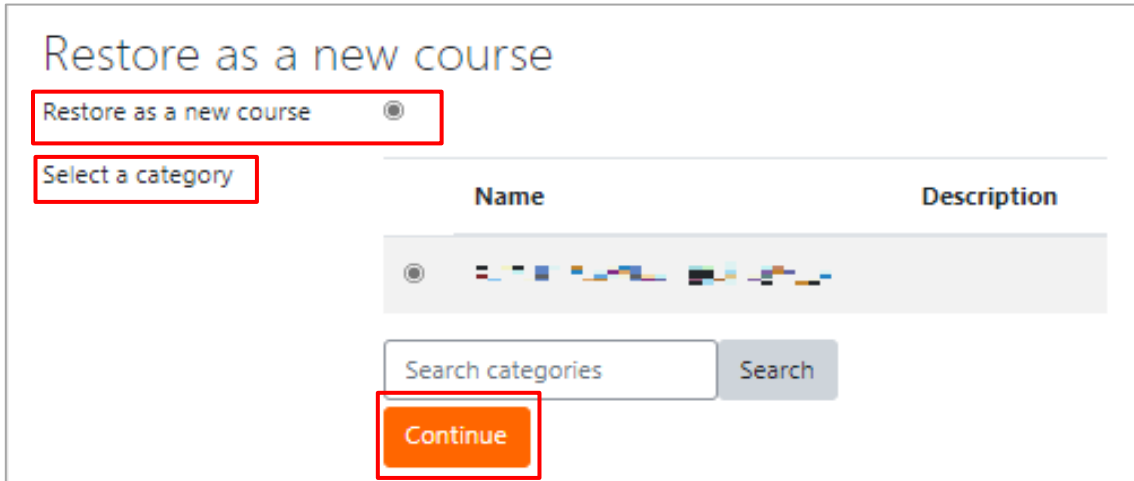 Restore as a new course
Restore as a new course
Select a category
Name Description
Search categories Search
Continue